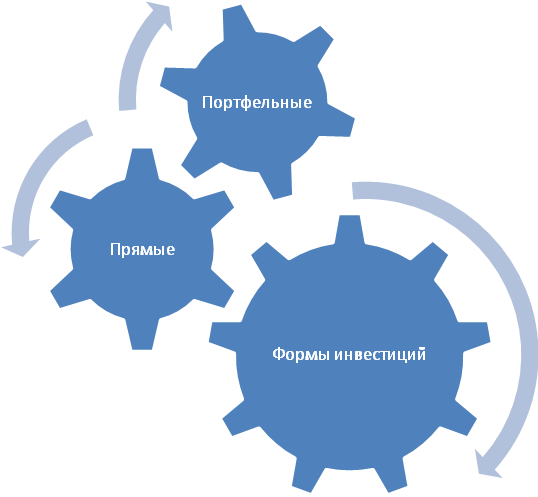 Портфельные
Прямые
Формы инвестиций